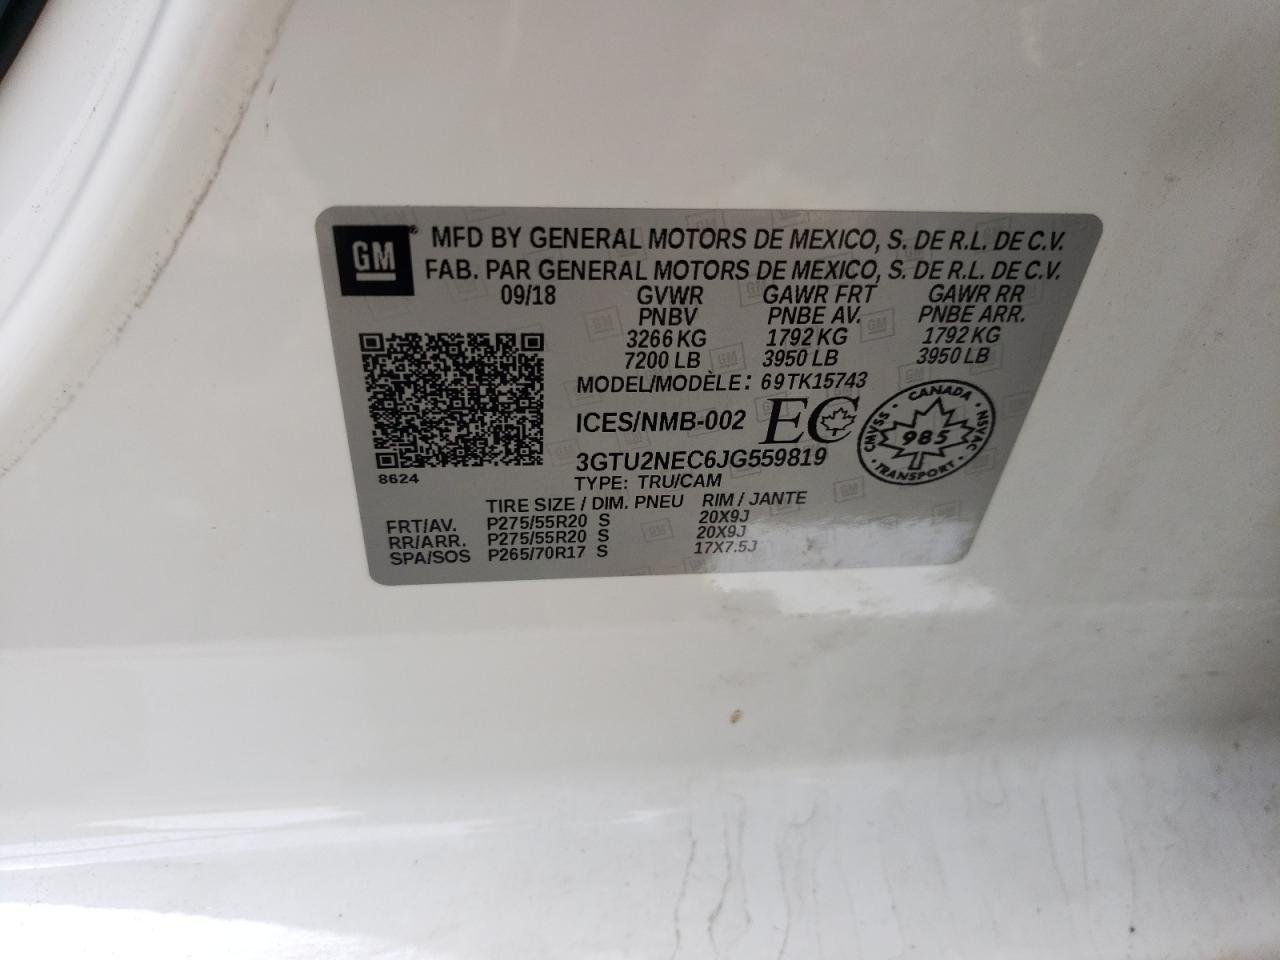 GM® MFD BY GENERAL MOTORS DE MEXICO, S. DE R.L. DE C.V.
FAB. PAR GENERAL MOTORS DE MEXICO, S. DE R.L. DE C.V.
09/18 GVWR GAWR FRT GAWR RR
PNBV PNBE AV. PNBE ARR.
3266 KG 1792 KG 1792 KG
7200 LB 3950 LB 3950 LB
MODEL/MODÈLE: 69TK15743
ICES/NMB-002 EC
CANADA
CMVSS 985 NSVAC
TRANSPORT
3GTU2NEC6JG559819
8624 TYPE: TRU/CAM
TIRE SIZE / DIM. PNEU RIM / JANTE
FRT/AV. P275/55R20 S 20X9J
RR/ARR. P275/55R20 S 20X9J
SPA/SOS P265/70R17 S 17X7.5J